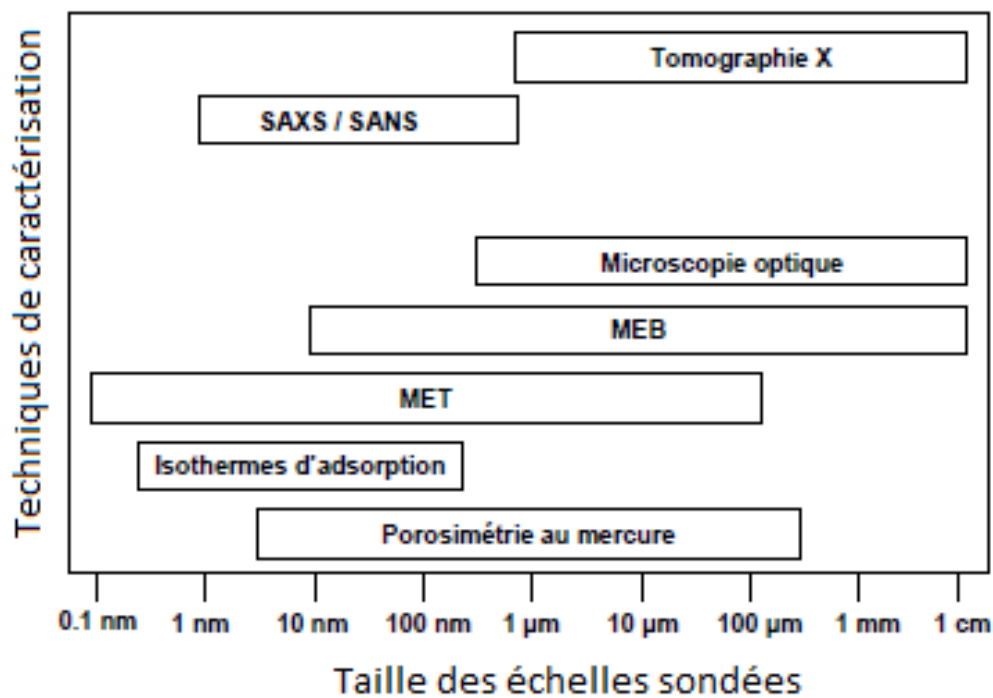 Techniques de caractérisation
Tomographie X
SAXS / SANS
Microscopie optique
MEB
MET
Isothermes d'adsorption
Porosimétrie au mercure
0.1 nm 1 nm 10 nm 100 nm 1 µm 10 µm 100 µm 1 mm 1 cm
Taille des échelles sondées